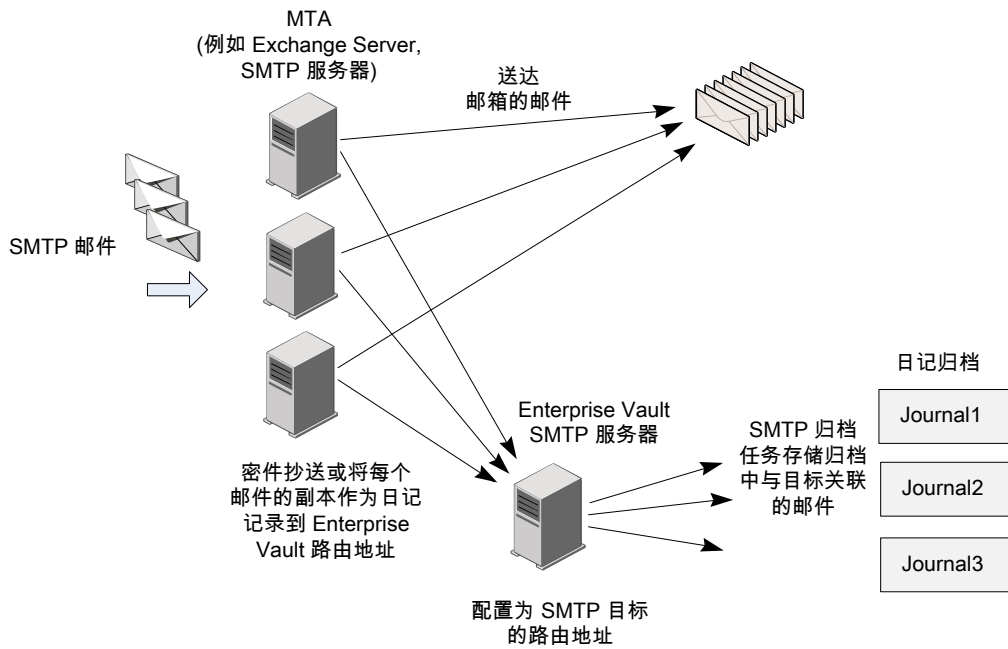 MTA
(例如 Exchange Server,
SMTP 服务器)
送达
邮箱的邮件
SMTP 邮件
日记归档
Journal1
Journal2
Journal3
Enterprise Vault
SMTP 服务器
SMTP 归档
任务存储归档
中与目标关联
的邮件
密件抄送或将每个
邮件的副本作为日记
记录到 Enterprise
Vault 路由地址
配置为 SMTP 目标
的路由地址